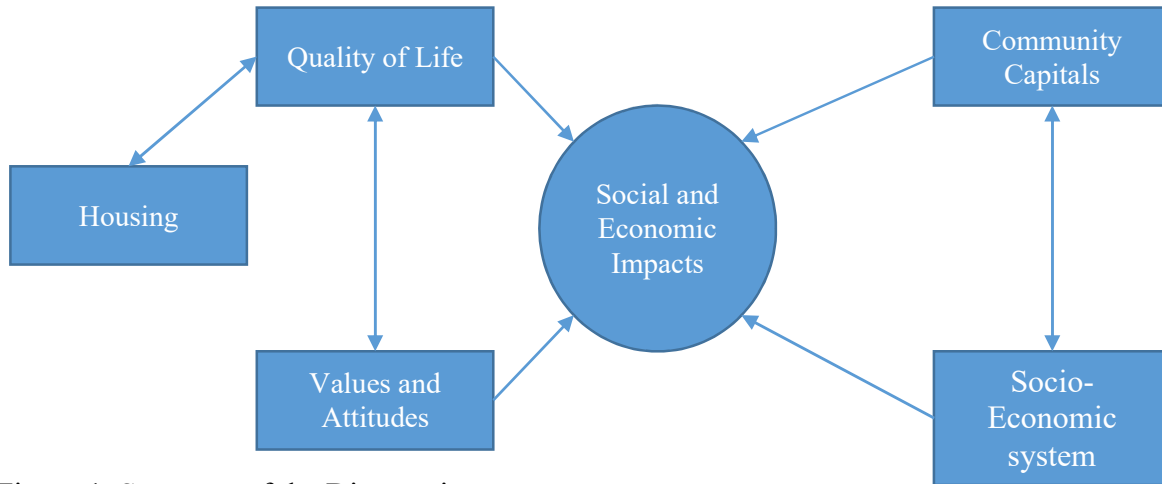 Quality of Life
Community
Capitals
Housing
Social and
Economic
Impacts
Values and
Attitudes
Socio-
Economic
system